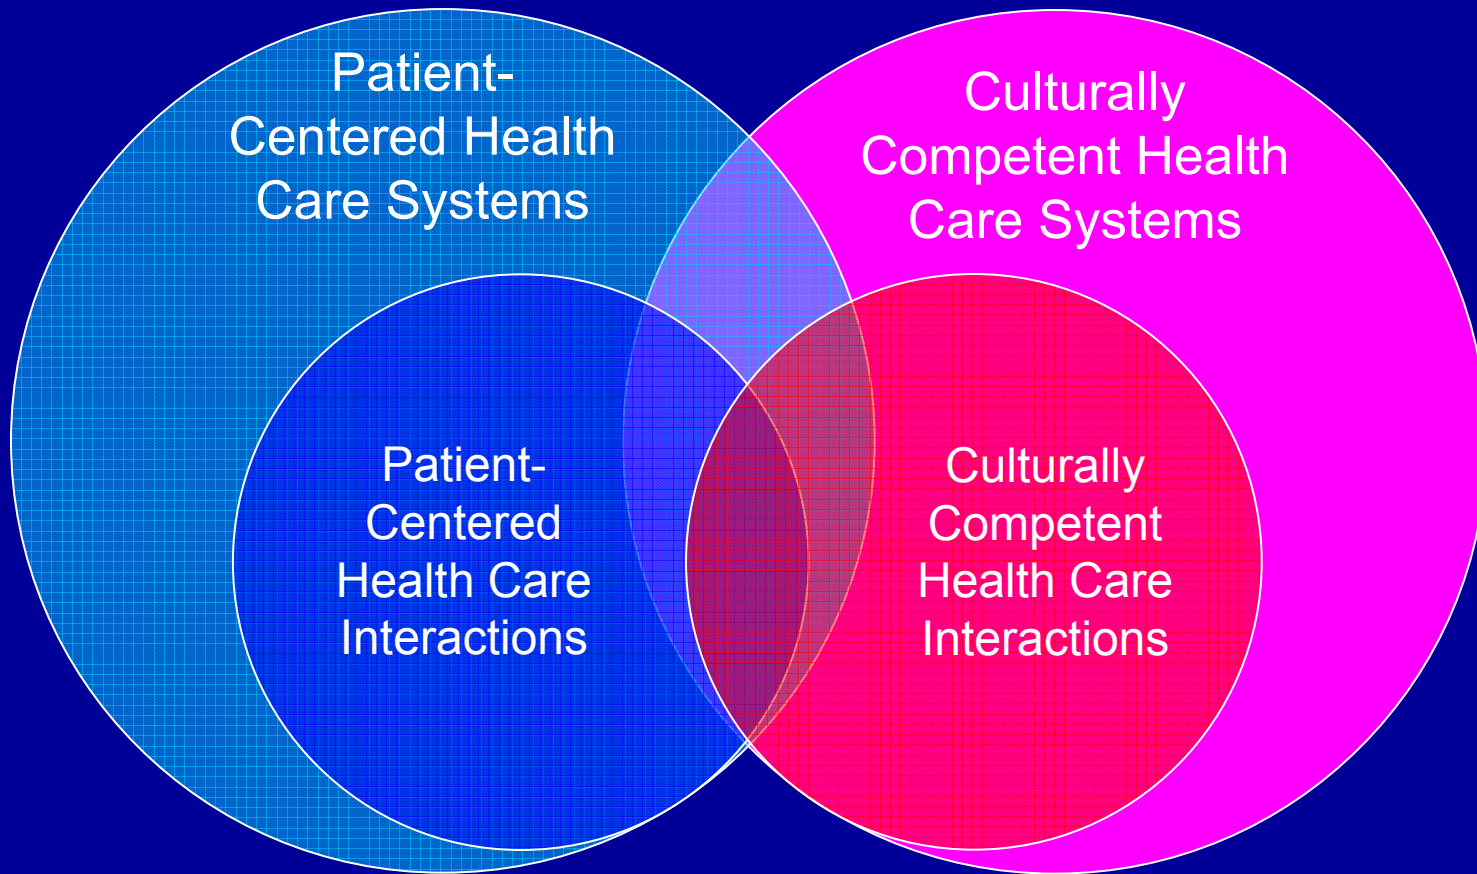 Patient-
Centered Health
Care Systems
Culturally
Competent Health
Care Systems
Patient-
Centered
Health Care
Interactions
Culturally
Competent
Health Care
Interactions